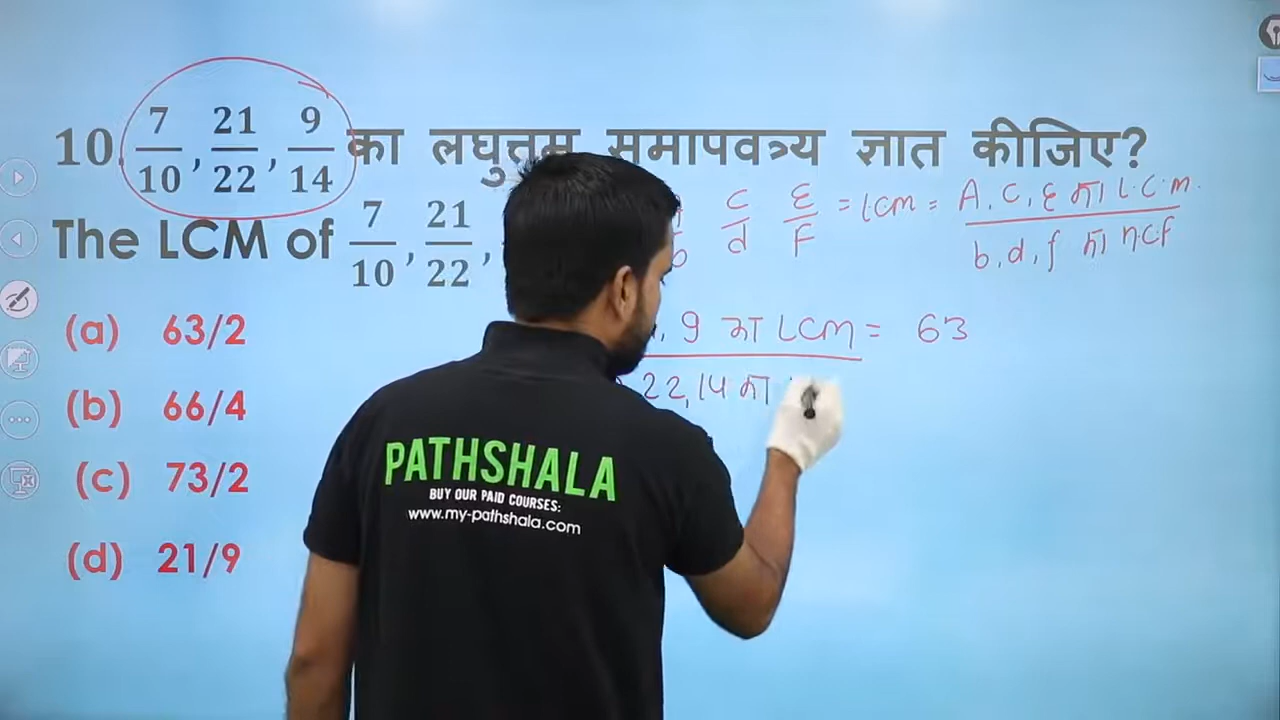 10. 7/10, 21/22, 9/14 का लघुत्तम समापवर्त्य ज्ञात कीजिए?
The LCM of 7/10, 21/22,
b c/d E/F = LCM = A, C, E का L.C.M.
b, d, f का HCF
9 का LCM = 63
22, 14 का
(a) 63/2
(b) 66/4
(c) 73/2
(d) 21/9
PATHSHALA
BUY OUR PAID COURSES:
www.my-pathshala.com